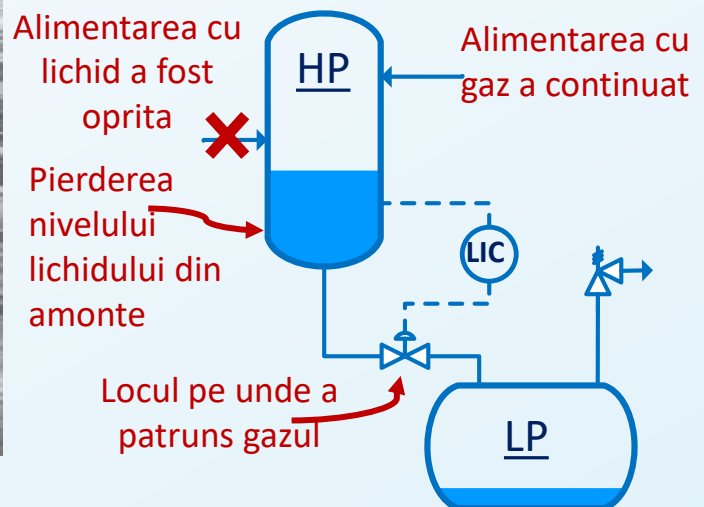 Alimentarea cu
lichid a fost
oprita
HP
Alimentarea cu
gaz a continuat
Pierderea
nivelului
lichidului din
amonte
LIC
Locul pe unde a
patruns gazul
LP